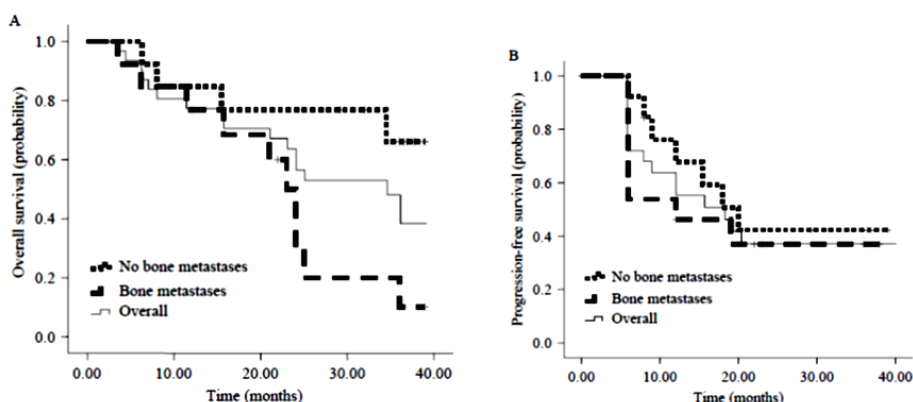 A
Overall survival (probability)
1.0
0.8
0.6
0.4
0.2
0.0
No bone metastases
Bone metastases
Overall
0.00
10.00
20.00
30.00
40.00
Time (months)
B
Progression-free survival (probability)
1.0
0.8
0.6
0.4
0.2
0.0
No bone metastases
Bone metastases
Overall
0.00
10.00
20.00
30.00
40.00
Time (months)